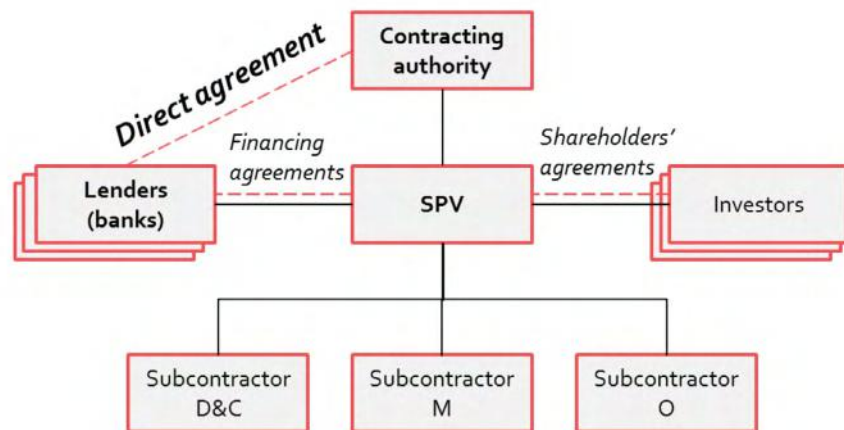 Contracting
authority
Direct agreement
Financing
agreements
Shareholders'
agreements
Lenders
(banks)
SPV
Investors
Subcontractor
D&C
Subcontractor
M
Subcontractor
O